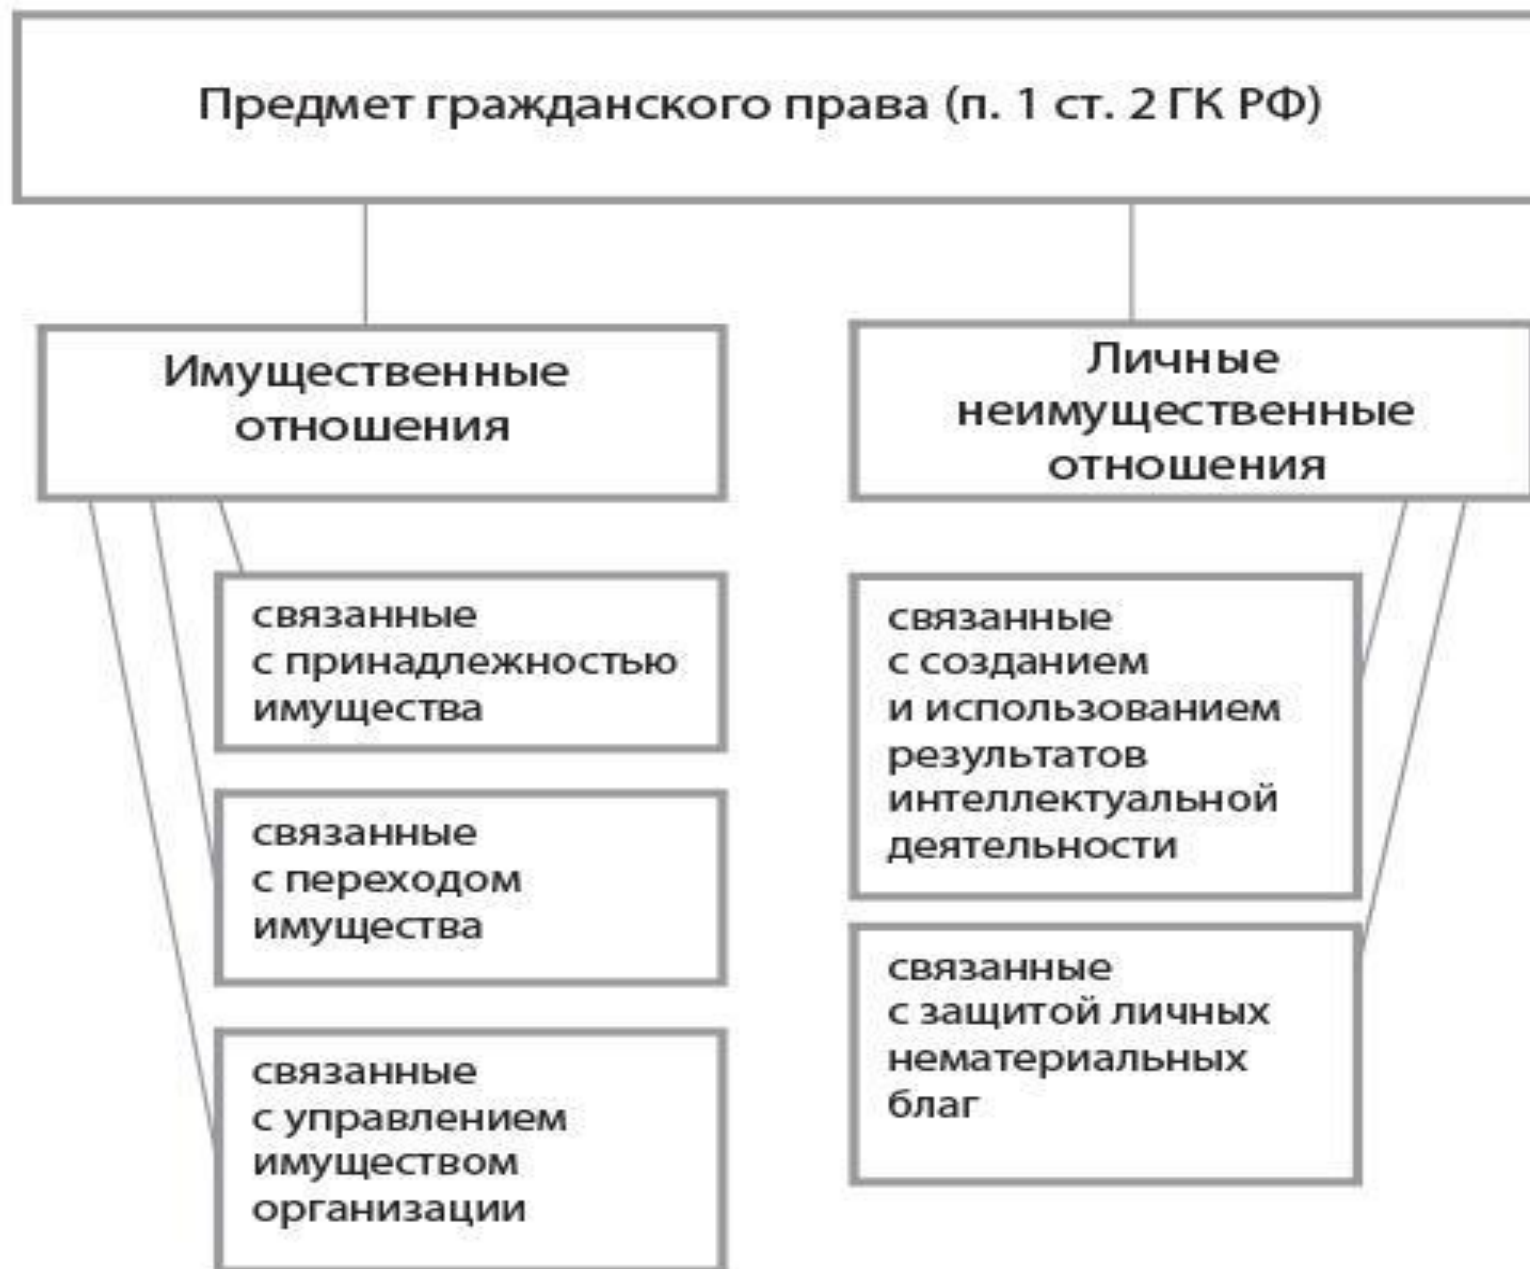 Предмет гражданского права (п. 1 ст. 2 ГК РФ)
Имущественные
отношения
связанные
с принадлежностью
имущества
связанные
с переходом
имущества
связанные
с управлением
имуществом
организации
Личные
неимущественные
отношения
связанные
с созданием
и использованием
результатов
интеллектуальной
деятельности
связанные
с защитой личных
нематериальных
благ